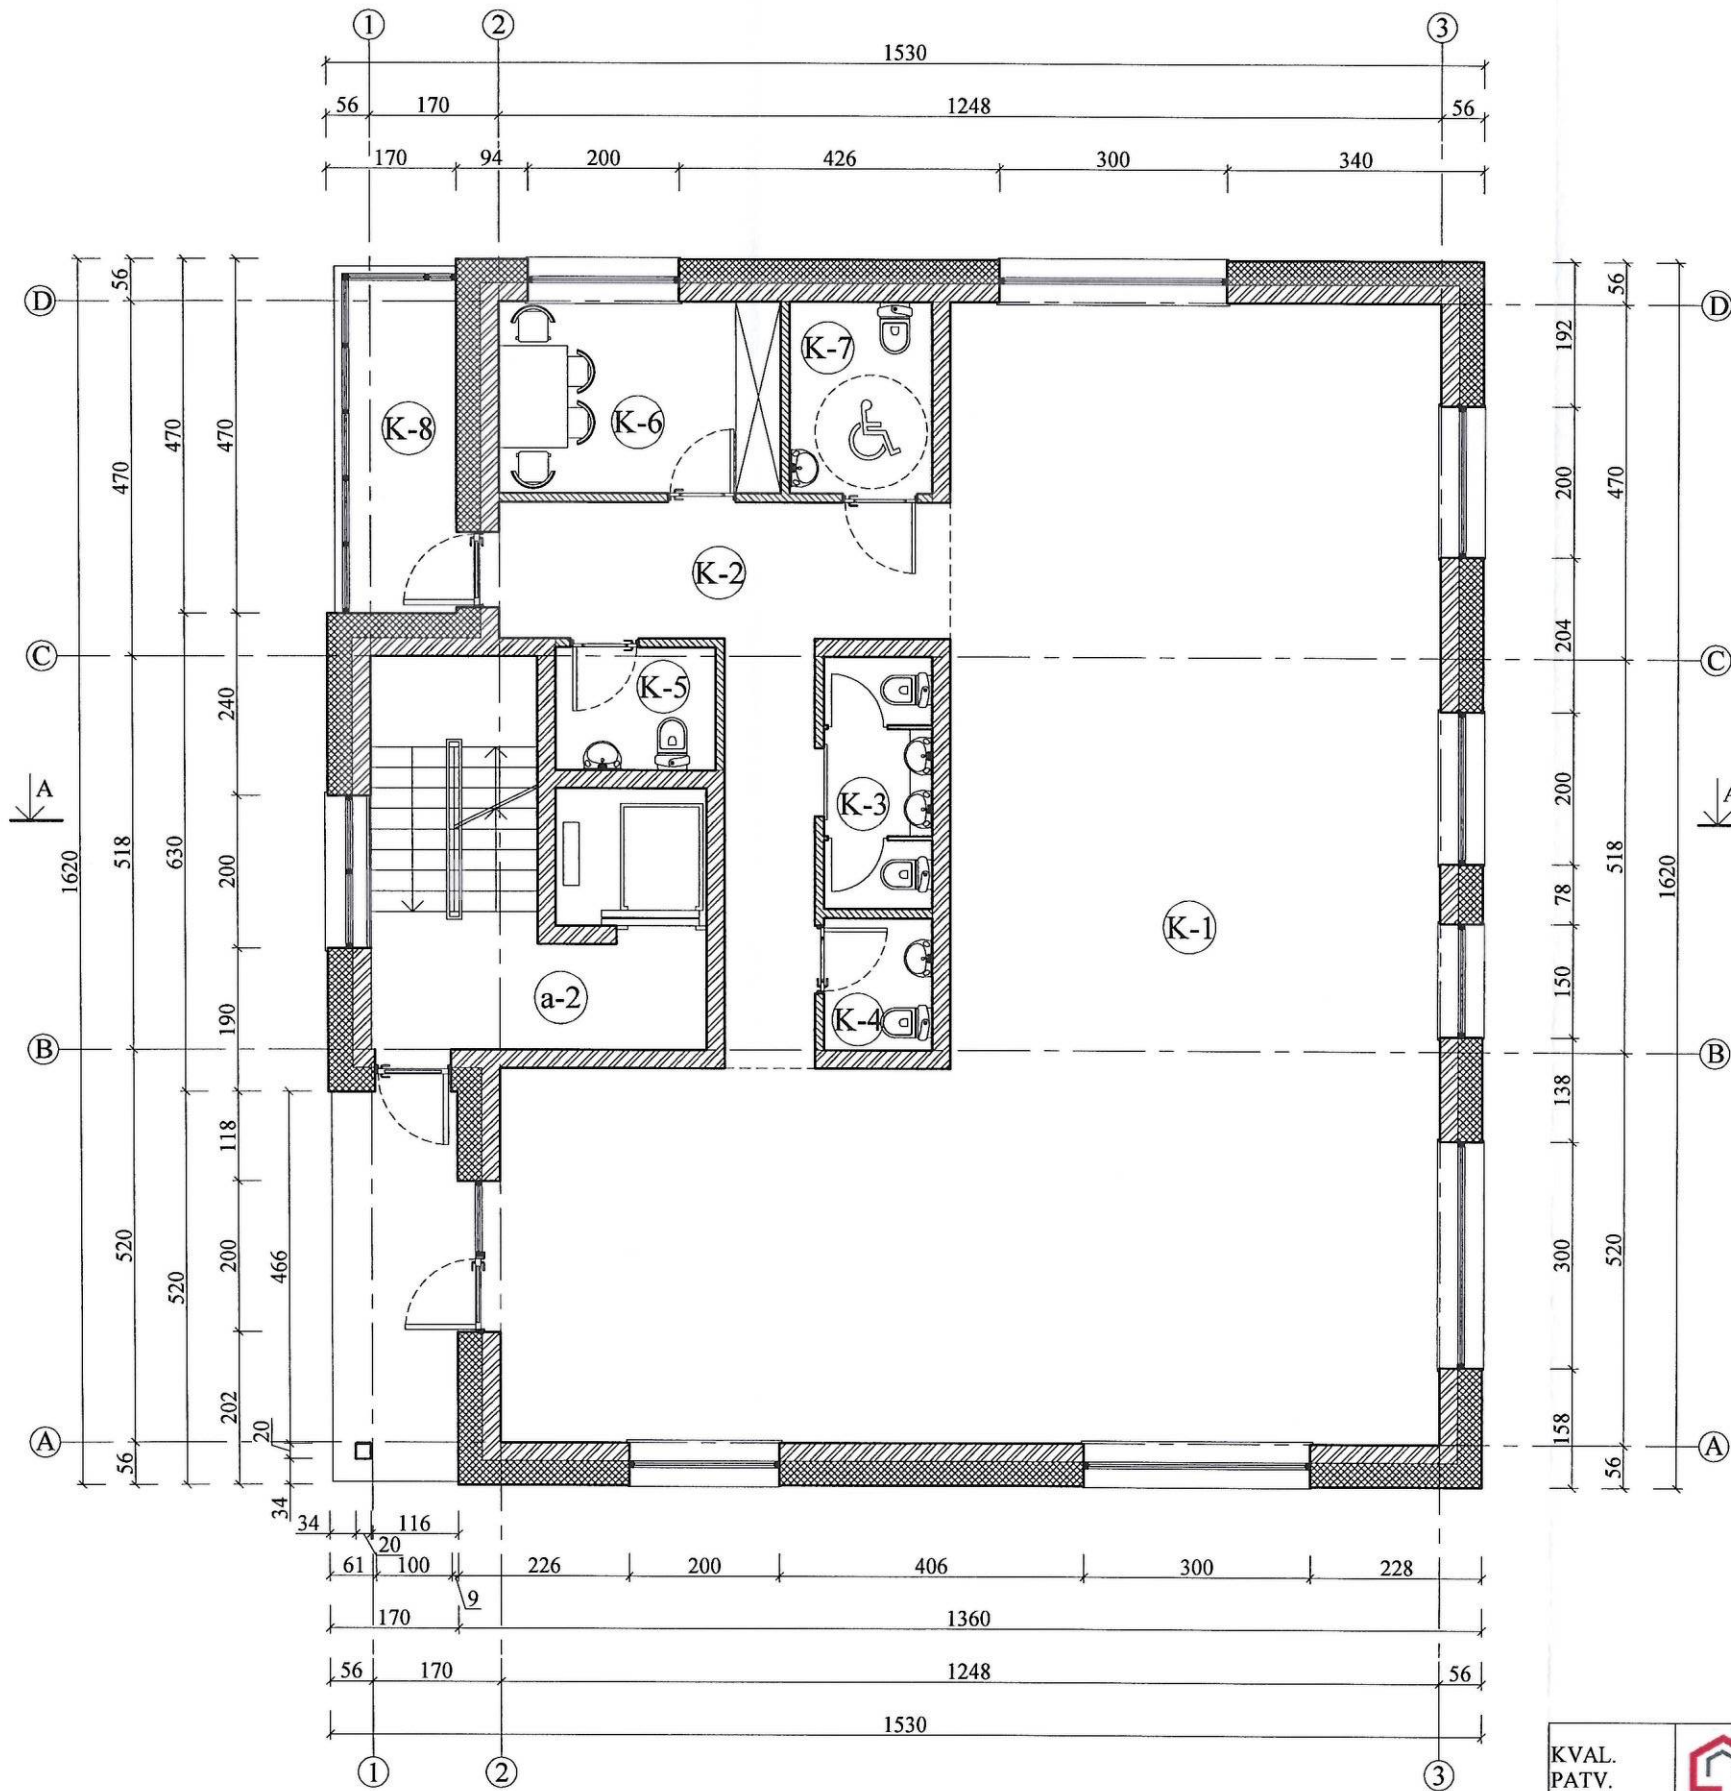 1 2 3
1530
56 170 1248 56
170 94 200 426 300 340
D D
C C
B B
A A
A A
1620
56 470 518 520 56
470 630 520
470 240 200 190 118 200 202
466 20 34
192 200 204 200 78 150 138 300 158
56 470 518 520 56
1620
K-7
K-6
K-8
K-2
K-5
K-3
K-1
a-2
K-4
34 20 116
61 100 9 226 200 406 300 228
170 1360
56 170 1248 56
1530
1 2 3
KVAL.
PATV.